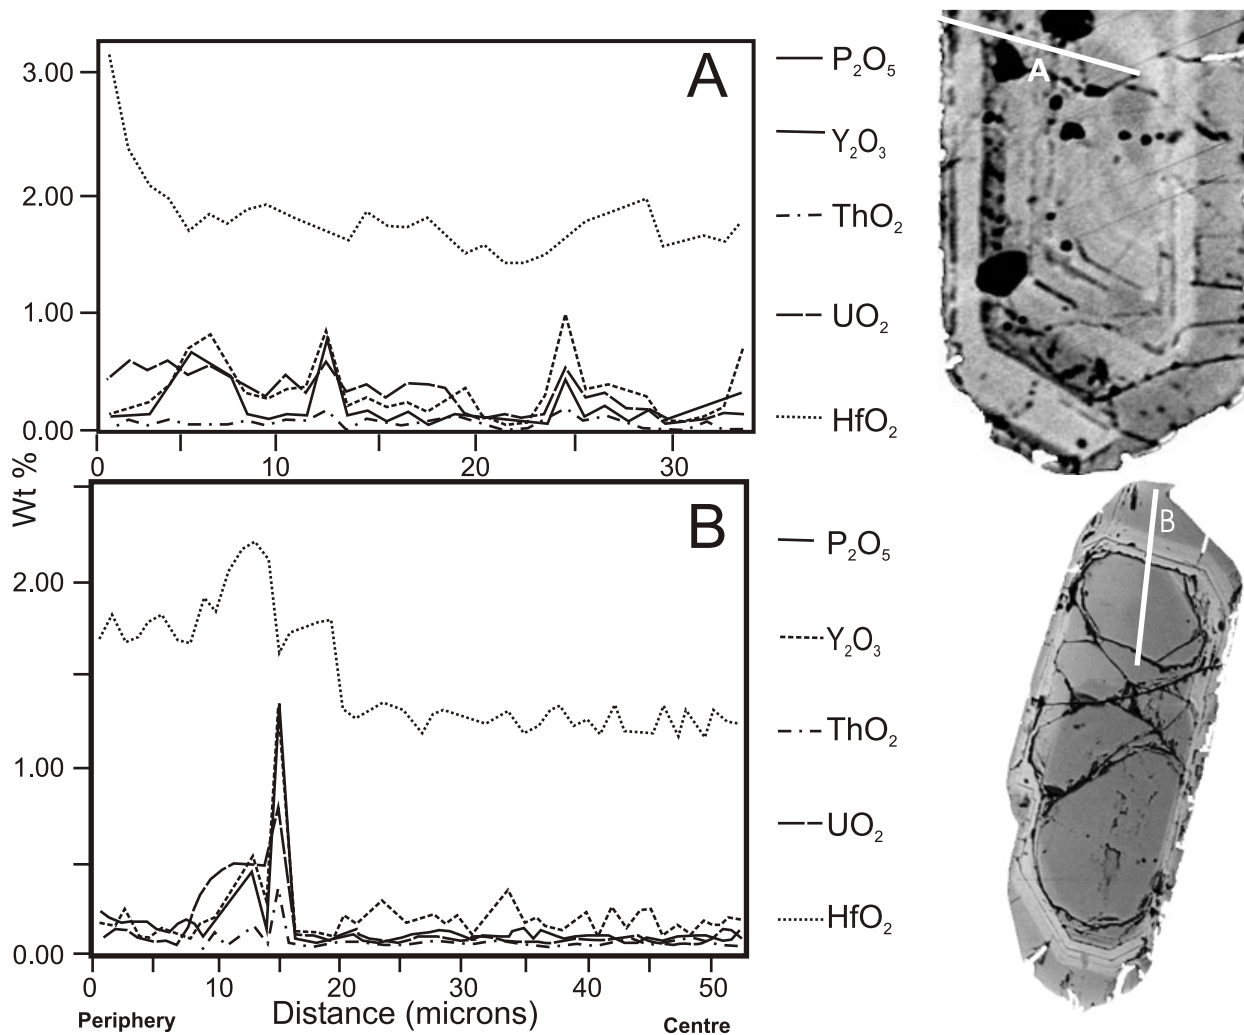 A
3.00
2.00
1.00
0.00
0
10
20
30
P₂O₅
Y₂O₃
ThO₂
UO₂
HfO₂
A
Wt %
B
2.00
1.00
0.00
0
10
20
30
40
50
Distance (microns)
Periphery
Centre
P₂O₅
Y₂O₃
ThO₂
UO₂
HfO₂
B